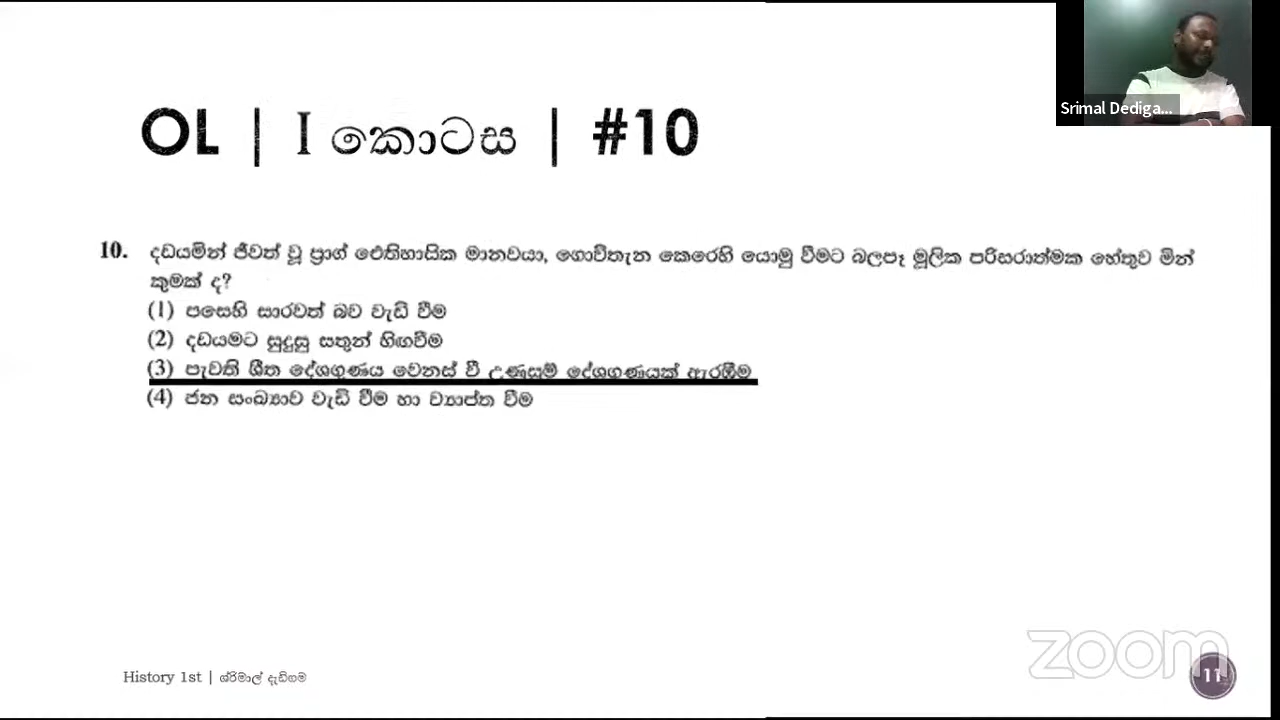 Srimal Dediga...
OL | I කොටස | #10
10. දඩයමින් ජීවත් වූ ප්‍රාග් ඓතිහාසික මානවයා, ගොවිතැන කෙරෙහි යොමු වීමට බලපෑ මූලික පරිසරාත්මක හේතුව මින්
කුමක් ද?
(1) පසෙහි සාරවත් බව වැඩි වීම
(2) දඩයමට සුදුසු සතුන් හිඟවීම
(3) පැවති ශීත දේශගුණය වෙනස් වී උණුසුම් දේශගුණයක් ඇරඹීම
(4) ජන සංඛ්‍යාව වැඩි වීම හා ව්‍යාප්ත වීම
zoom
History 1st | ශ්රිමාල් දැඩිගම
11